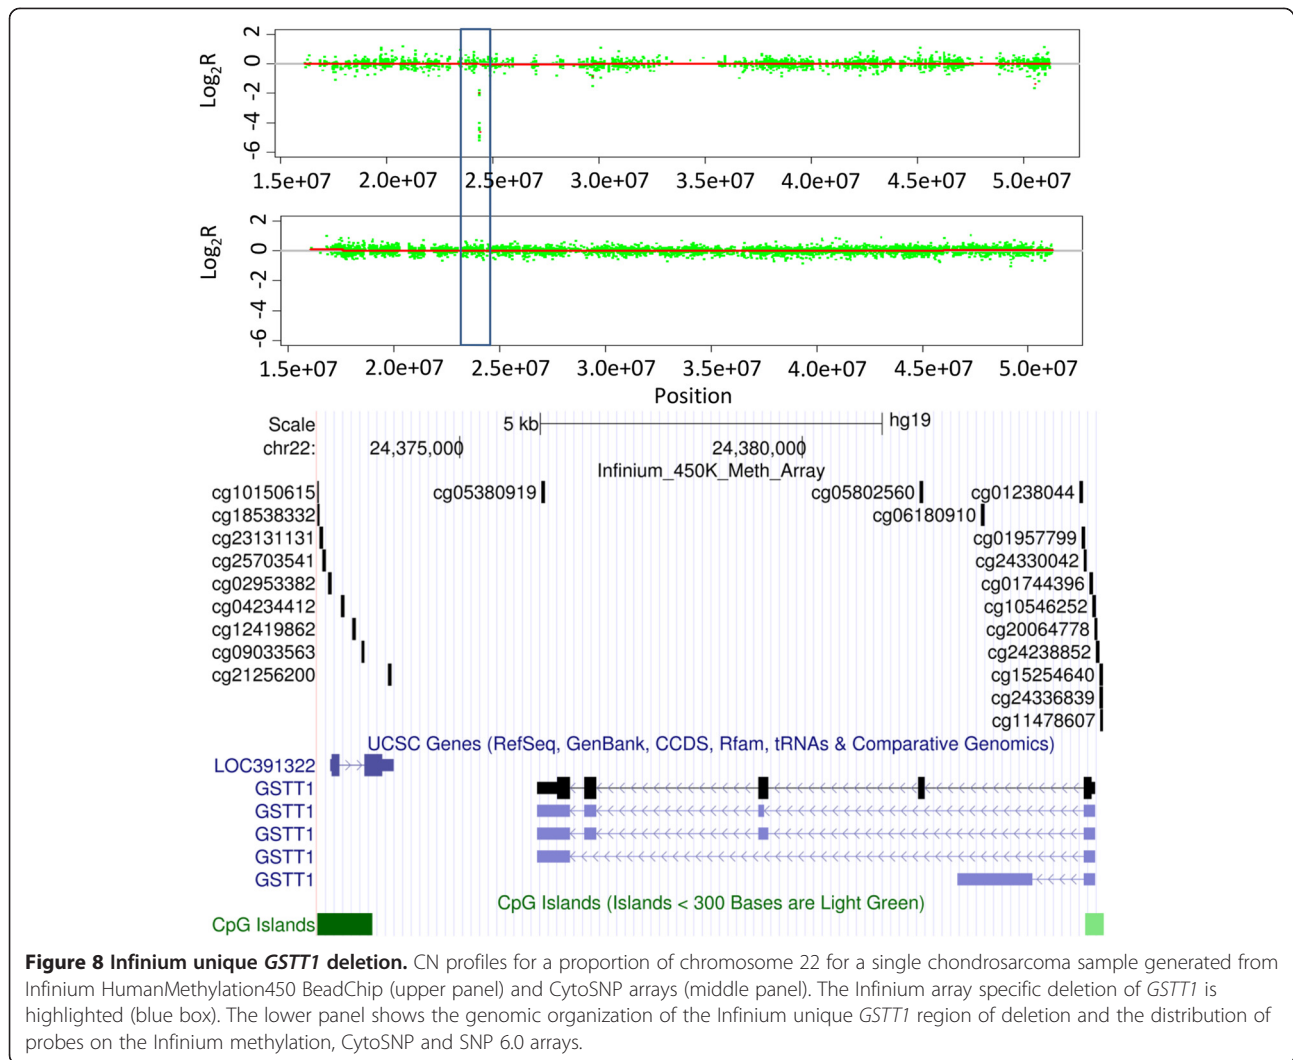 2
0
-2
-4
-6
Log2R
1.5e+07 2.0e+07 2.5e+07 3.0e+07 3.5e+07 4.0e+07 4.5e+07 5.0e+07
2
0
-2
-4
-6
Log2R
1.5e+07 2.0e+07 2.5e+07 3.0e+07 3.5e+07 4.0e+07 4.5e+07 5.0e+07
Position
Scale 5 kb hg19
chr22: 24,375,000 24,380,000
Infinium_450K_Meth_Array
cg10150615 cg05380919 cg05802560 cg01238044
cg18538332 cg06180910
cg23131131 cg01957799
cg25703541 cg24330042
cg02953382 cg01744396
cg04234412 cg10546252
cg12419862 cg20064778
cg09033563 cg24238852
cg21256200 cg15254640
cg24336839
cg11478607
UCSC Genes (RefSeq, GenBank, CCDS, Rfam, tRNAs & Comparative Genomics)
LOC391322
GSTT1
GSTT1
GSTT1
GSTT1
GSTT1
CpG Islands (Islands < 300 Bases are Light Green)
CpG Islands
Figure 8 Infinium unique GSTT1 deletion. CN profiles for a proportion of chromosome 22 for a single chondrosarcoma sample generated from
Infinium HumanMethylation450 BeadChip (upper panel) and CytoSNP arrays (middle panel). The Infinium array specific deletion of GSTT1 is
highlighted (blue box). The lower panel shows the genomic organization of the Infinium unique GSTT1 region of deletion and the distribution of
probes on the Infinium methylation, CytoSNP and SNP 6.0 arrays.